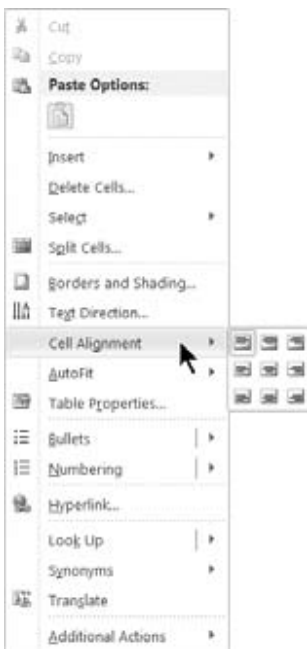 Cut
Copy
Paste Options:
Insert
Delete Cells...
Select
Split Cells...
Borders and Shading...
Text Direction...
Cell Alignment
AutoFit
Table Properties...
Bullets
Numbering
Hyperlink...
Look Up
Synonyms
Translate
Additional Actions